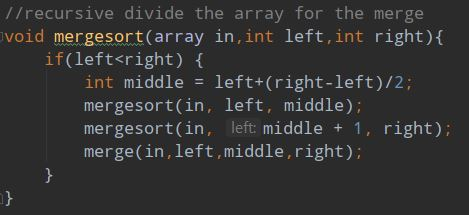 //recursive divide the array for the merge
void mergesort(array in,int left,int right){
if(left<right) {
int middle = left+(right-left)/2;
mergesort(in, left, middle);
mergesort(in, left: middle + 1, right);
merge(in,left,middle,right);
}
}